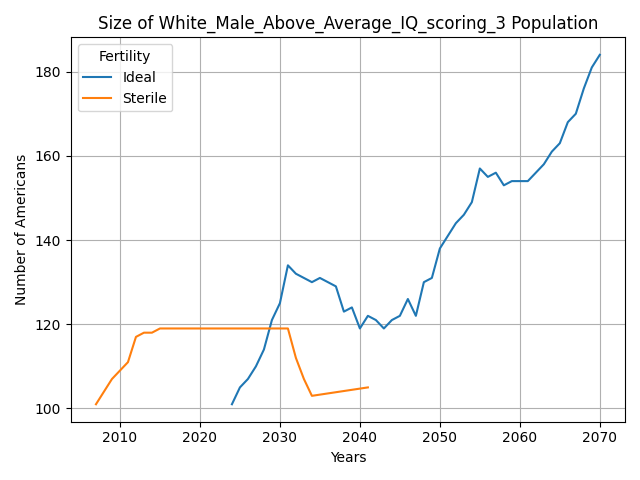 Size of White_Male_Above_Average_IQ_scoring_3 Population
Fertility
Ideal
Sterile
Number of Americans
180
160
140
120
100
2010 2020 2030 2040 2050 2060 2070
Years